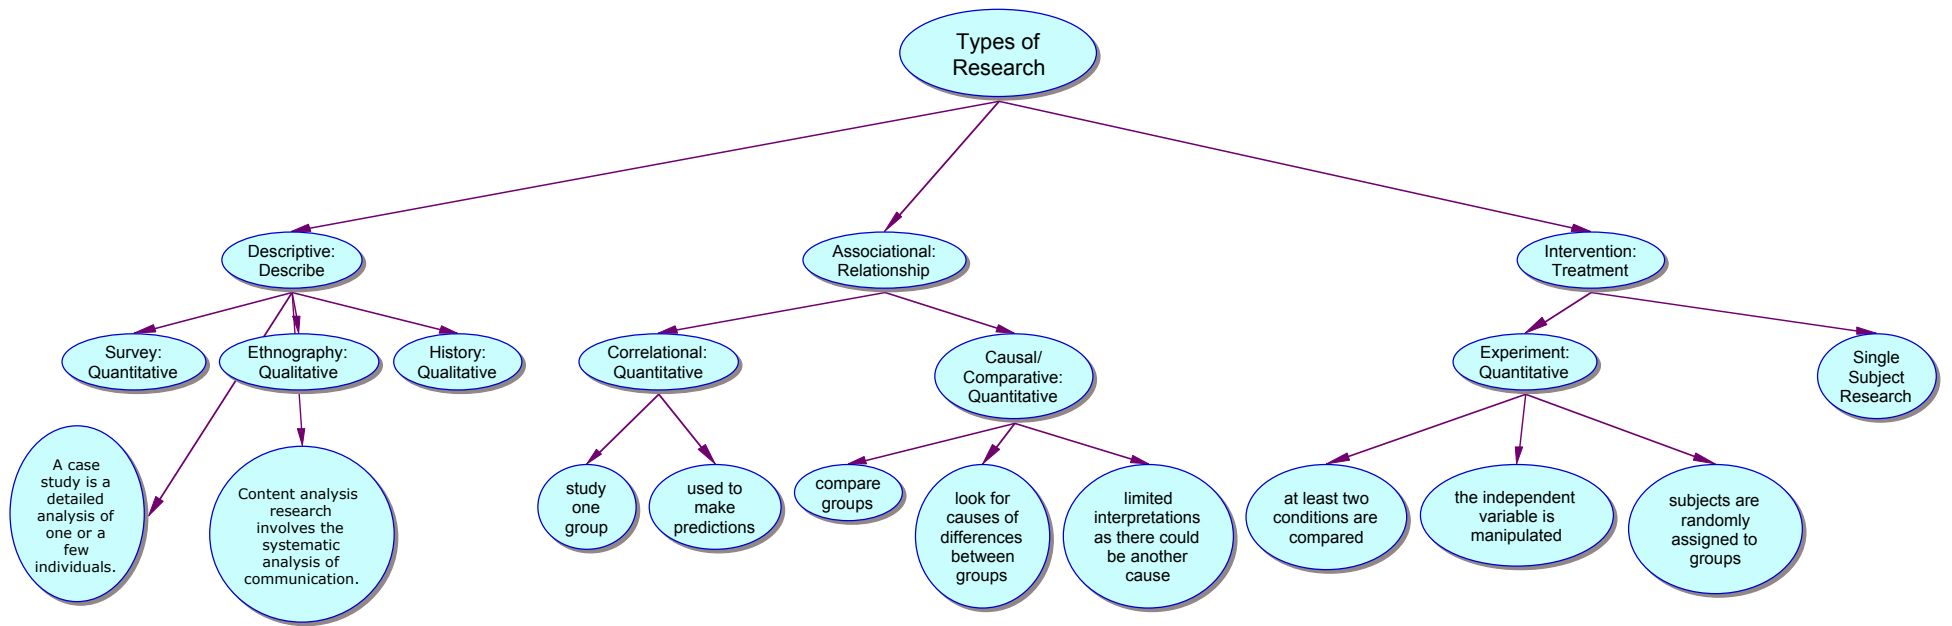 Types of
Research
Descriptive:
Describe
Associational:
Relationship
Intervention:
Treatment
Survey:
Quantitative
Ethnography:
Qualitative
History:
Qualitative
Correlational:
Quantitative
Causal/
Comparative:
Quantitative
Experiment:
Quantitative
Single
Subject
Research
A case
study is a
detailed
analysis of
one or a
few
individuals.
Content analysis
research
involves the
systematic
analysis of
communication.
study
one
group
used to
make
predictions
compare
groups
look for
causes of
differences
between
groups
limited
interpretations
as there could
be another
cause
at least two
conditions are
compared
the independent
variable is
manipulated
subjects are
randomly
assigned to
groups